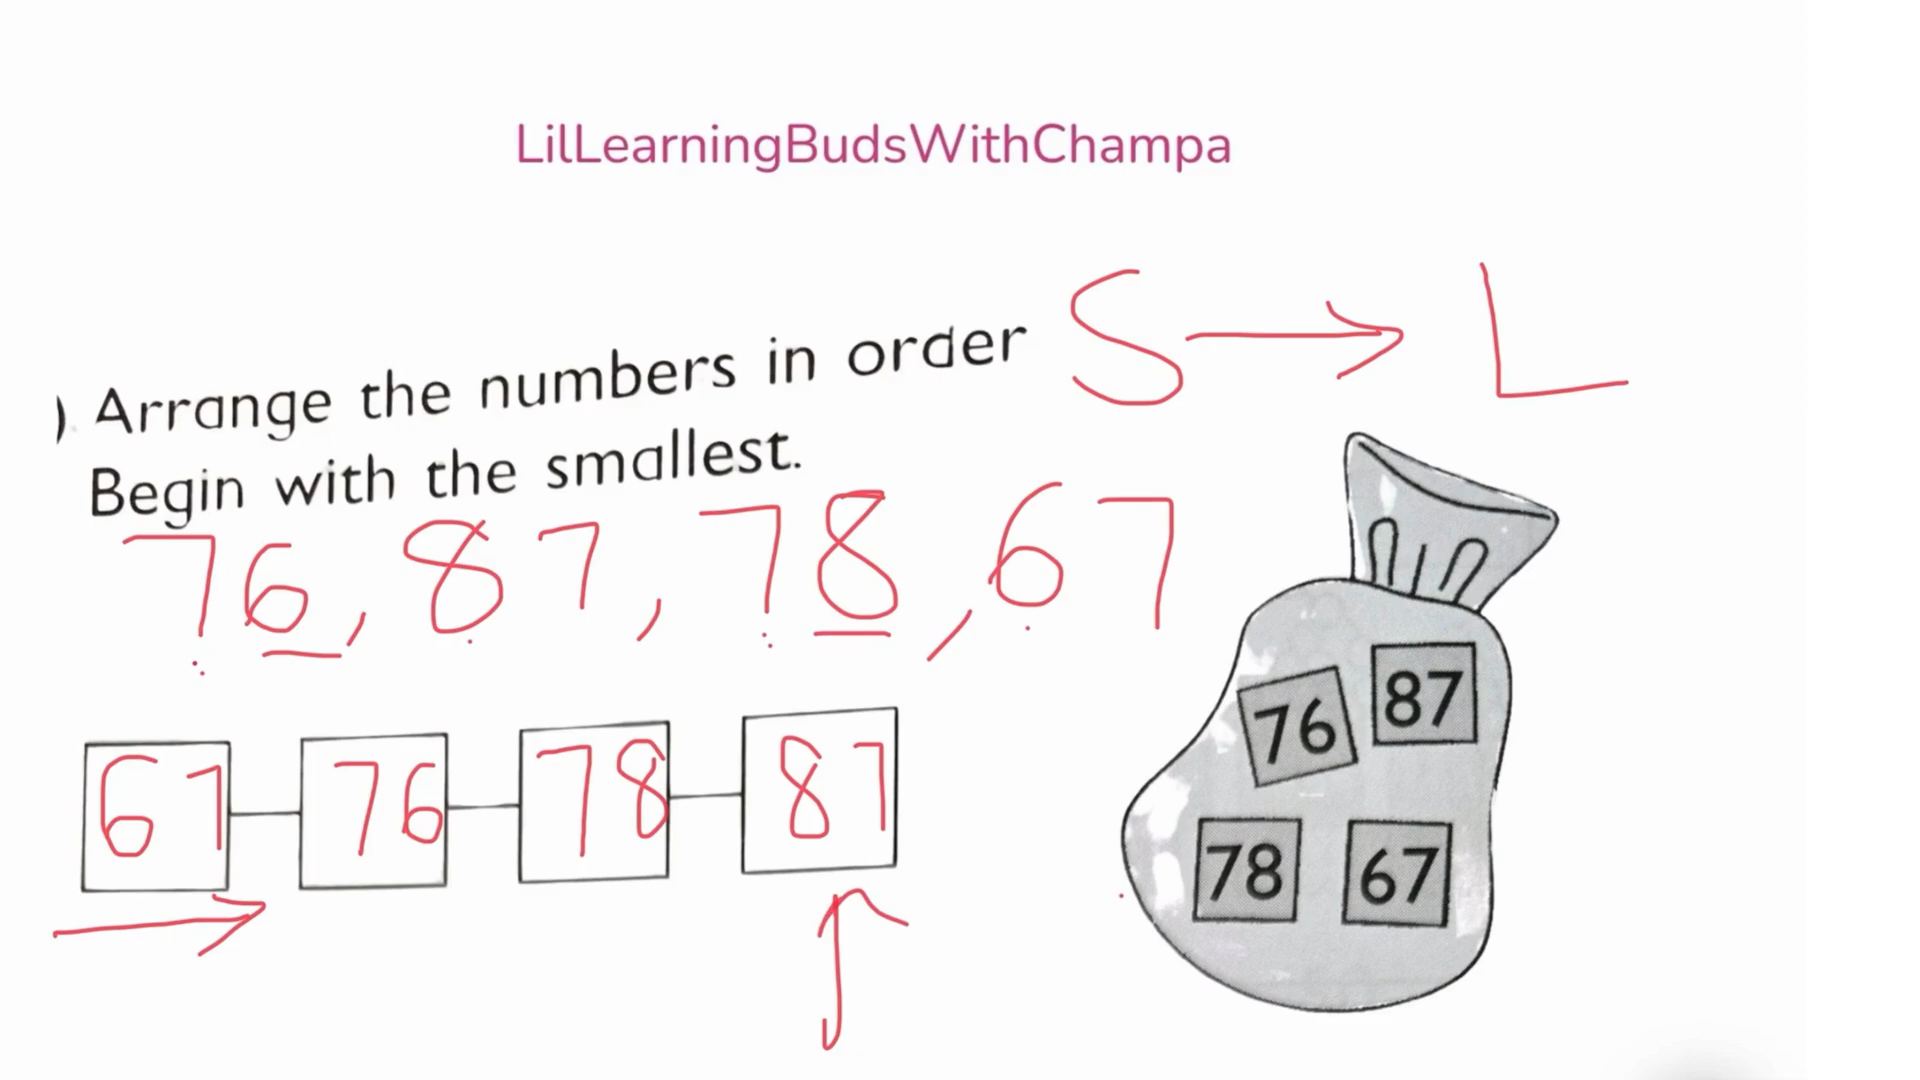 LilLearningBudsWithChampa
S → L
). Arrange the numbers in order
Begin with the smallest.
76, 87, 78, 67
67 76 78 87
76 87
78 67